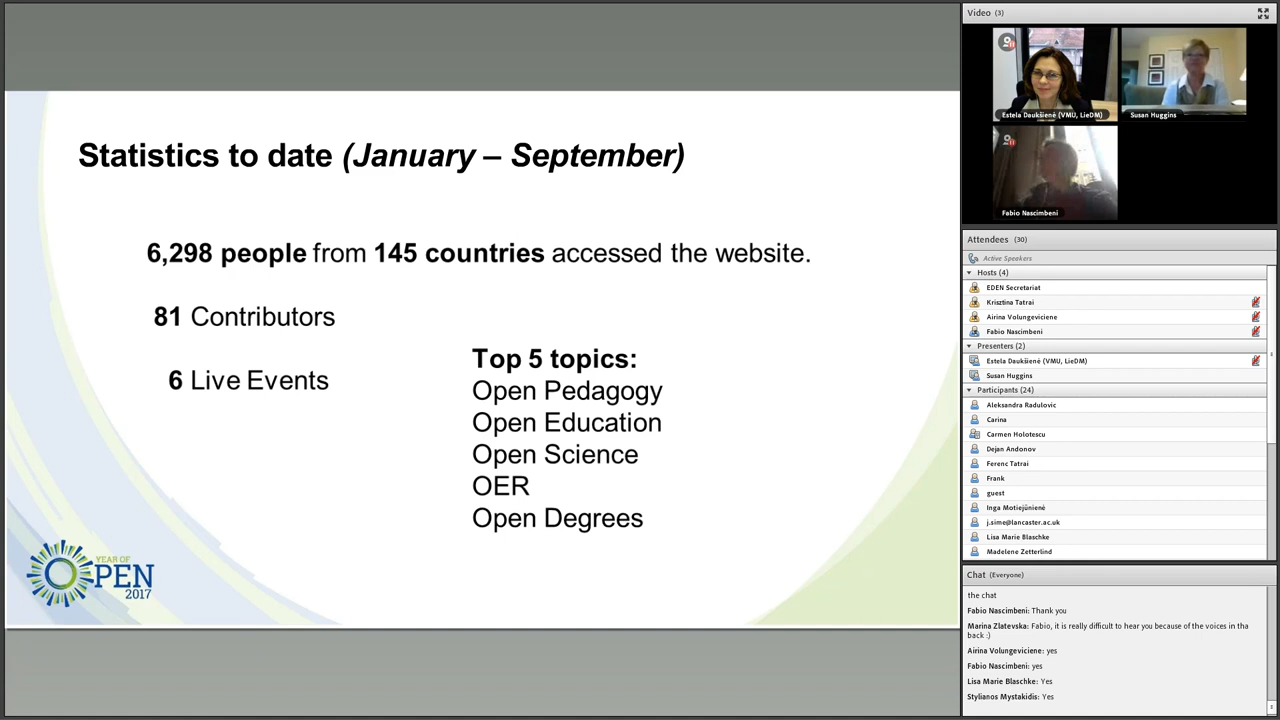 Statistics to date (January – September)
6,298 people from 145 countries accessed the website.
81 Contributors
6 Live Events
Top 5 topics:
Open Pedagogy
Open Education
Open Science
OER
Open Degrees
YEAR OF
OPEN
2017
Video (3)
Estela Daukšienė (VMU, LieDM)
Susan Huggins
Fabio Nascimbeni
Attendees (30)
Active Speakers
Hosts (4)
EDEN Secretariat
Krisztina Tatrai
Airina Volungeviciene
Fabio Nascimbeni
Presenters (2)
Estela Daukšienė (VMU, LieDM)
Susan Huggins
Participants (24)
Aleksandra Radulovic
Carina
Carmen Holotescu
Dejan Andonov
Ferenc Tatrai
Frank
guest
Inga Motiejūnienė
j.sime@lancaster.ac.uk
Lisa Marie Blaschke
Madelene Zetterlind
Chat (Everyone)
the chat
Fabio Nascimbeni: Thank you
Marina Zlatevska: Fabio, it is really difficult to hear you because of the voices in tha
back :)
Airina Volungeviciene: yes
Fabio Nascimbeni: yes
Lisa Marie Blaschke: Yes
Stylianos Mystakidis: Yes